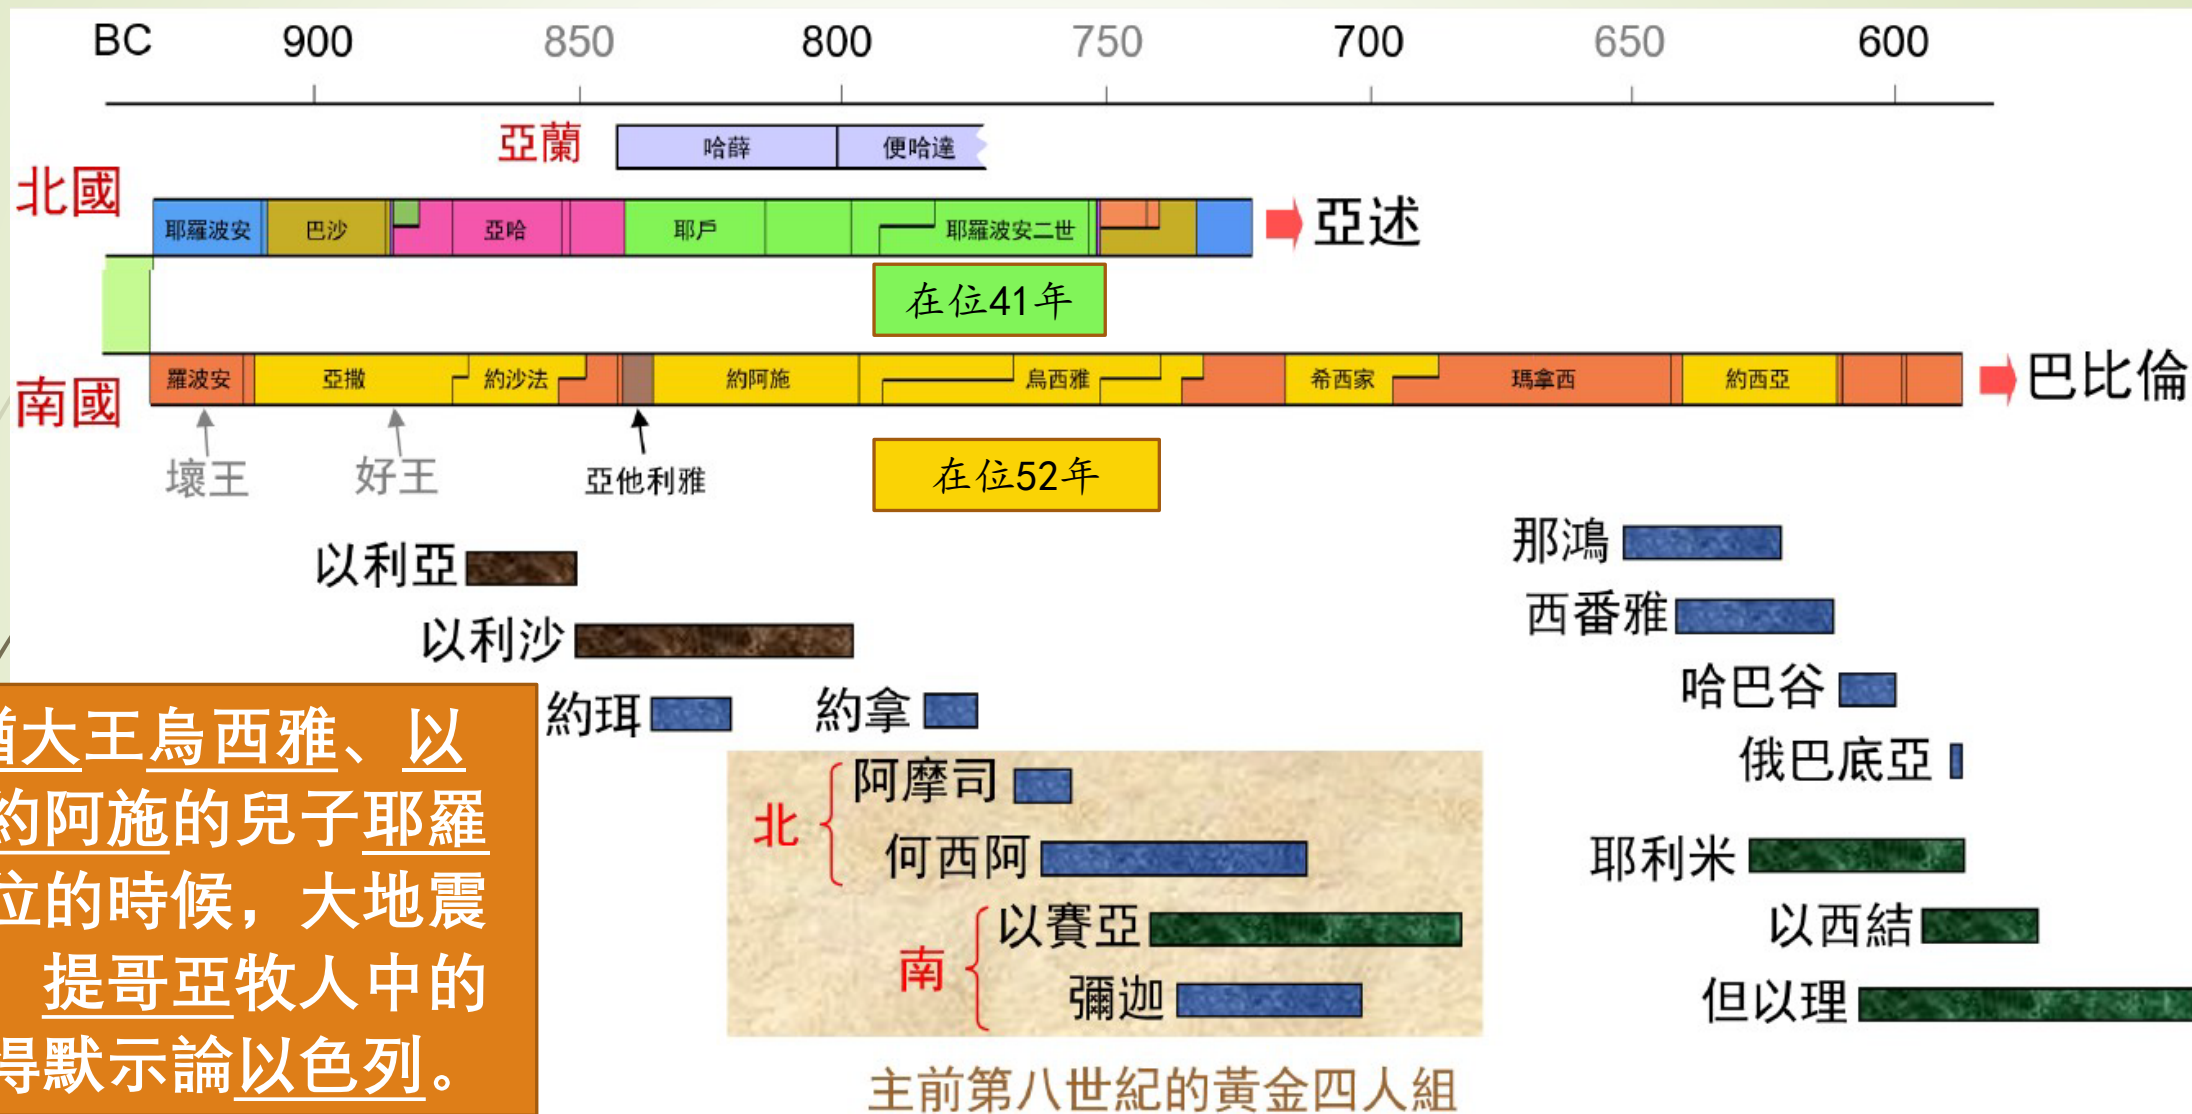 BC 900 850 800 750 700 650 600
亞蘭 哈薛 便哈達
北國 耶羅波安 巴沙 亞哈 耶戶 耶羅波安二世 亞述
在位41年
南國 羅波安 亞撒 約沙法 約阿施 烏西雅 希西家 瑪拿西 約西亞 巴比倫
壞王 好王 亞他利雅
在位52年
以利亞
以利沙
約珥 約拿
北 阿摩司
何西阿
南 以賽亞
彌迦
主前第八世紀的黃金四人組
那鴻
西番雅
哈巴谷
俄巴底亞
耶利米
以西結
但以理
大王烏西雅、以
約阿施的兒子耶羅
位的時候，大地震
提哥亞牧人中的
得默示論以色列。